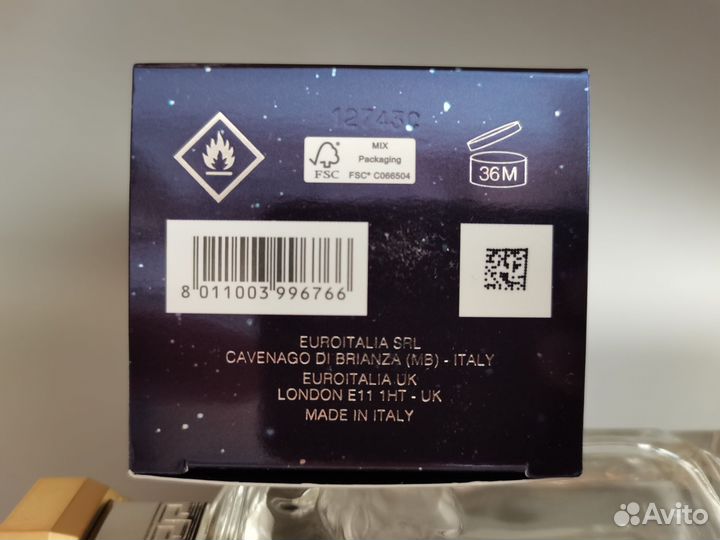 127430
MIX
Packaging
FSC
FSC® C066504
36M
8 011003 996766
EUROITALIA SRL
CAVENAGO DI BRIANZA (MB) - ITALY
EUROITALIA UK
LONDON E11 1HT - UK
MADE IN ITALY
Avito